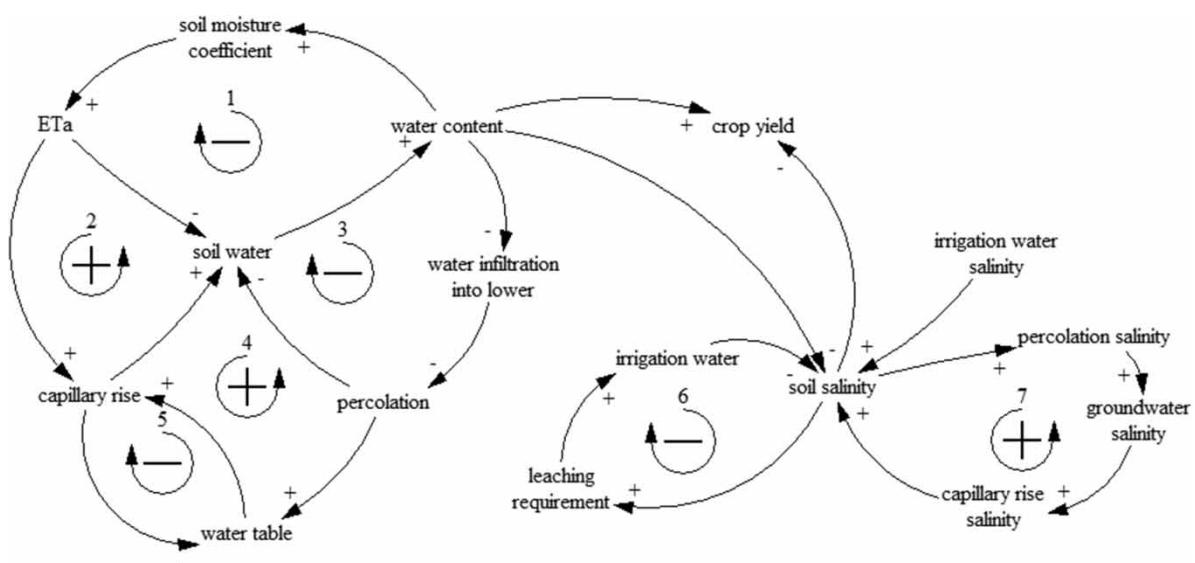 soil moisture
coefficient
+
+
1
ETa
water content
+
+
crop yield
-
-
2
3
-
soil water
water infiltration
into lower
irrigation water
salinity
+
-
+
4
+
-
-
+
percolation salinity
irrigation water
+
capillary rise
5
percolation
-
soil salinity
+
6
+
7
+
groundwater
salinity
leaching
requirement
+
+
capillary rise
salinity
+
water table